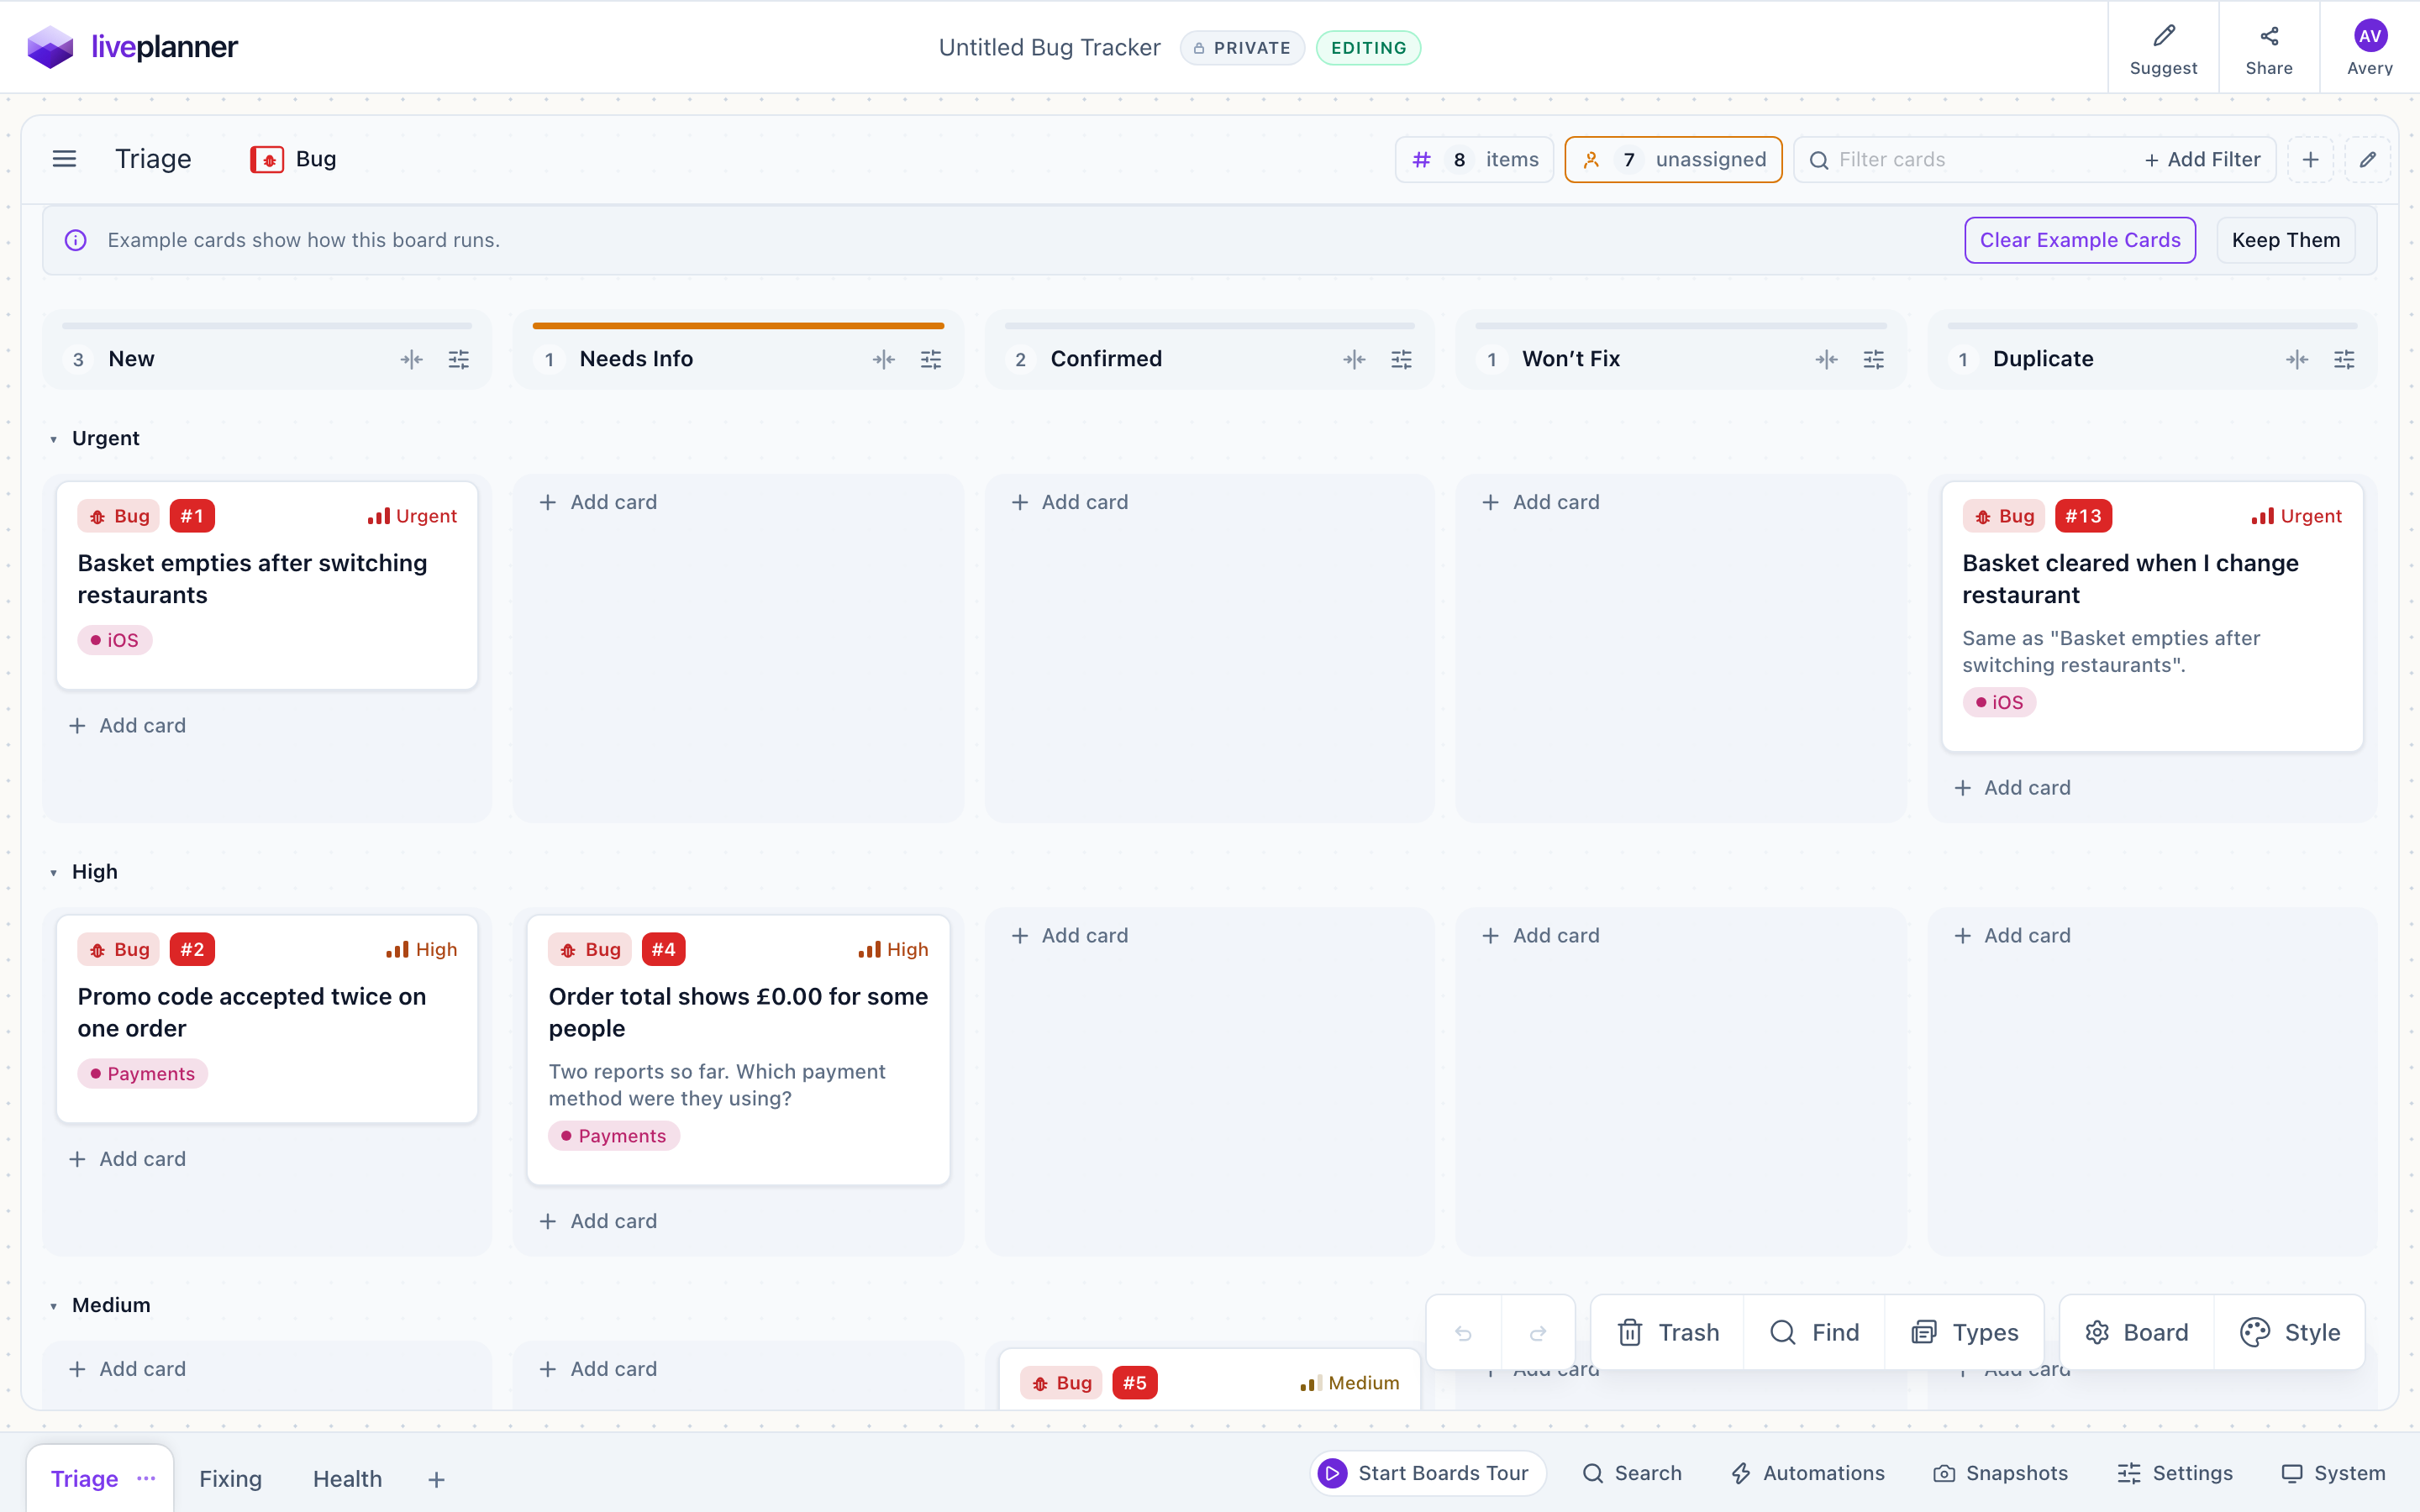 liveplanner
Untitled Bug Tracker
PRIVATE
EDITING
Suggest
Share
AV
Avery
Triage
Bug
# 8 items
7 unassigned
Filter cards
+ Add Filter
Example cards show how this board runs.
Clear Example Cards
Keep Them
3 New
1 Needs Info
2 Confirmed
1 Won’t Fix
1 Duplicate
Urgent
Bug #1 Urgent
Basket empties after switching
restaurants
iOS
+ Add card
+ Add card
+ Add card
+ Add card
Bug #13 Urgent
Basket cleared when I change
restaurant
Same as "Basket empties after
switching restaurants".
iOS
+ Add card
High
Bug #2 High
Promo code accepted twice on
one order
Payments
+ Add card
Bug #4 High
Order total shows £0.00 for some
people
Two reports so far. Which payment
method were they using?
Payments
+ Add card
+ Add card
+ Add card
+ Add card
Medium
+ Add card
+ Add card
Bug #5 Medium
+ Add card
+ Add card
Trash
Find
Types
Board
Style
Triage
Fixing
Health
+
Start Boards Tour
Search
Automations
Snapshots
Settings
System